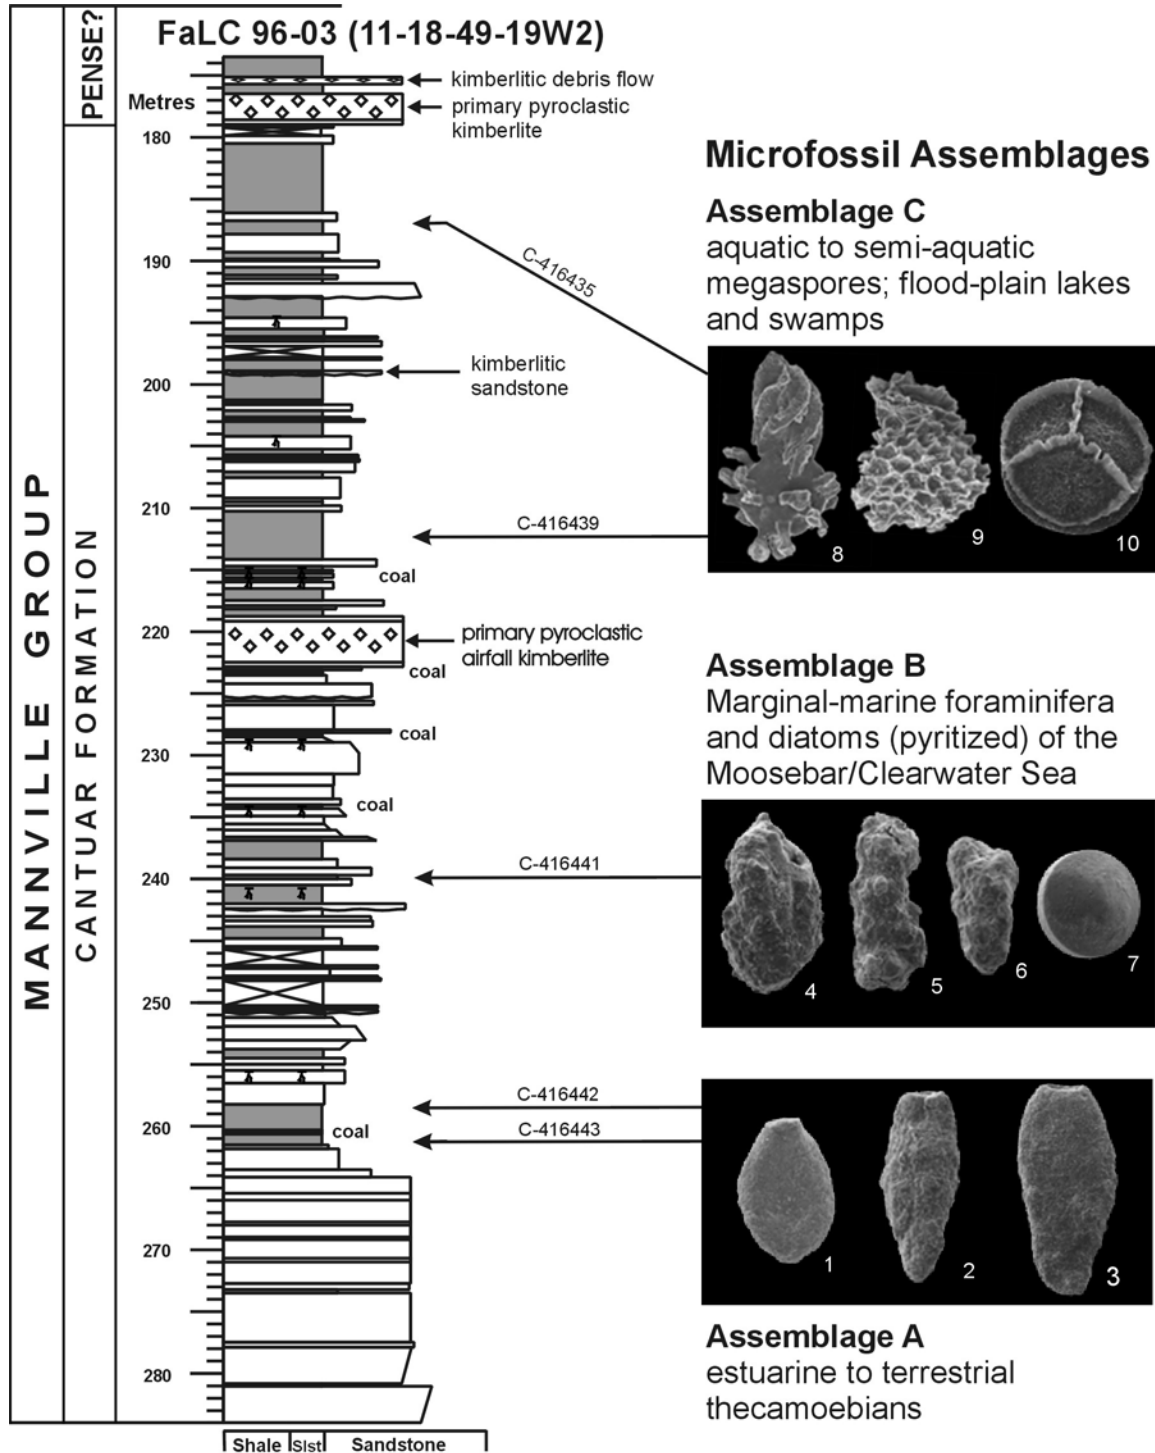 FaLC 96-03 (11-18-49-19W2)
PENSE?
MANNVILLE GROUP
CANTUAR FORMATION
Metres
180
190
200
210
220
230
240
250
260
270
280
kimberlitic debris flow
primary pyroclastic
kimberlite
kimberlitic
sandstone
coal
primary pyroclastic
airfall kimberlite
coal
coal
coal
coal
Shale
Slst
Sandstone
C-416435
C-416439
C-416441
C-416442
C-416443
Microfossil Assemblages
Assemblage C
aquatic to semi-aquatic
megaspores; flood-plain lakes
and swamps
8
9
10
Assemblage B
Marginal-marine foraminifera
and diatoms (pyritized) of the
Moosebar/Clearwater Sea
4
5
6
7
1
2
3
Assemblage A
estuarine to terrestrial
thecamoebians